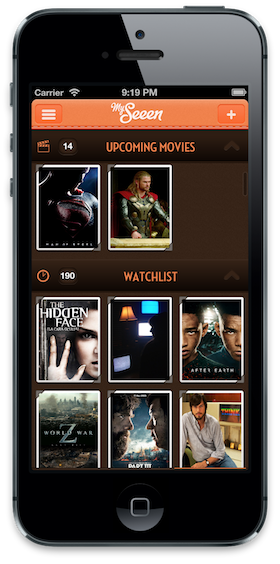 Carrier 9:19 PM
My Seeen
+
14 UPCOMING MOVIES
MAN OF STEEL
190 WATCHLIST
THE HIDDEN FACE
AFTER EARTH
WORLD WAR Z
PART III